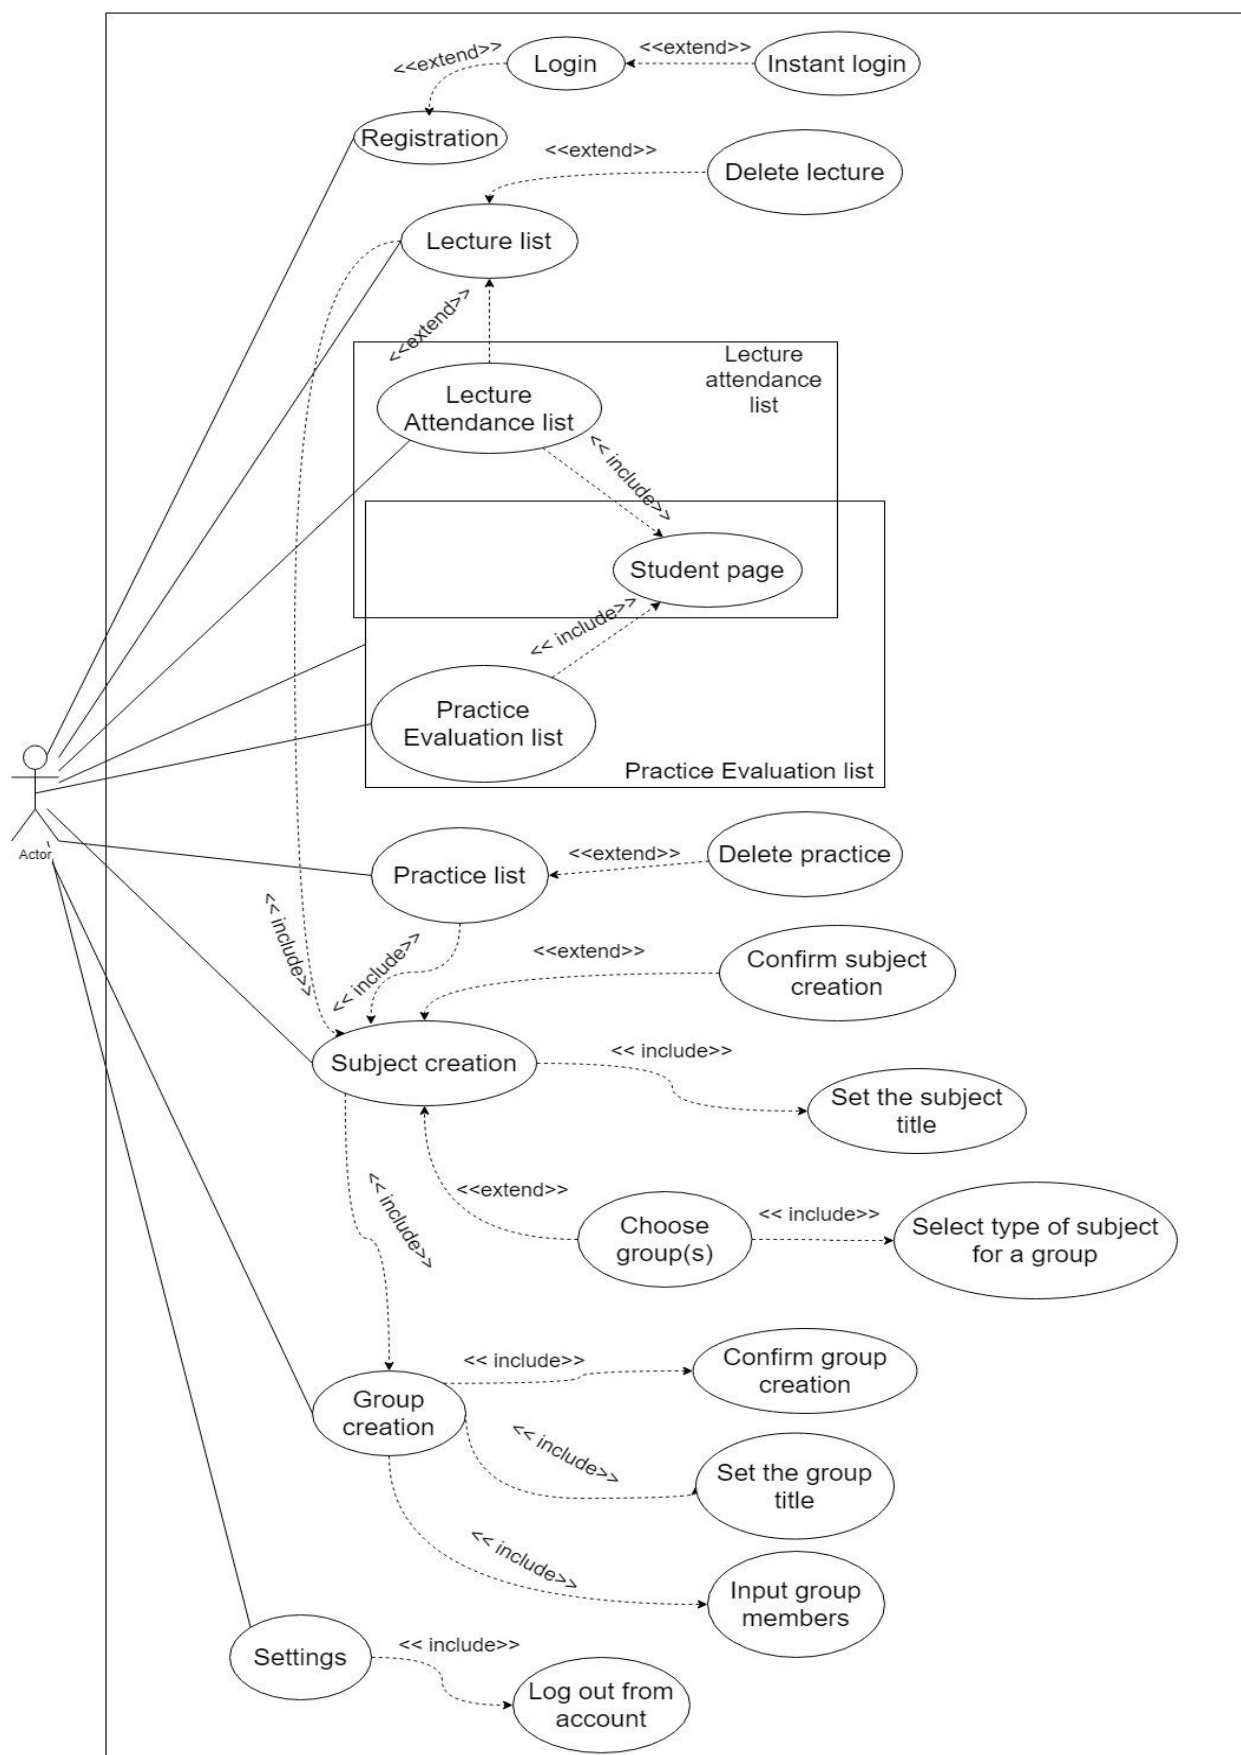 <<extend>>
<<extend>>
Login
Instant login
Registration
<<extend>>
Delete lecture
Lecture list
<<extend>>
Lecture
attendance
list
Lecture
Attendance list
<< include>>
Student page
<< include>>
Practice
Evaluation list
Practice Evaluation list
Actor
Practice list
<<extend>>
Delete practice
<< include>>
<< include>>
<<extend>>
Confirm subject
creation
Subject creation
<< include>>
Set the subject
title
<< include>>
<<extend>>
Choose
group(s)
<< include>>
Select type of subject
for a group
<< include>>
Confirm group
creation
Group
creation
<< include>>
Set the group
title
<< include>>
Input group
members
Settings
<< include>>
Log out from
account